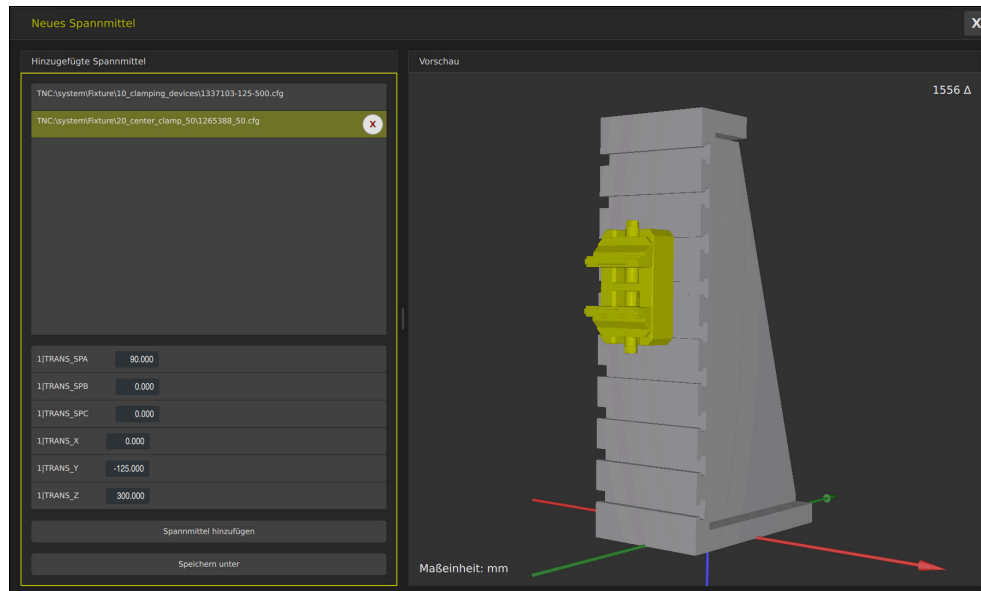 Neues Spannmittel
X
Hinzugefügte Spannmittel
TNC:\system\Fixture\10_clamping_devices\1337103-125-500.cfg
TNC:\system\Fixture\20_center_clamp_50\1265388_50.cfg
X
1|TRANS_SPA 90.000
1|TRANS_SPB 0.000
1|TRANS_SPC 0.000
1|TRANS_X 0.000
1|TRANS_Y -125.000
1|TRANS_Z 300.000
Spannmittel hinzufügen
Speichern unter
Vorschau
1556 Δ
Maßeinheit: mm